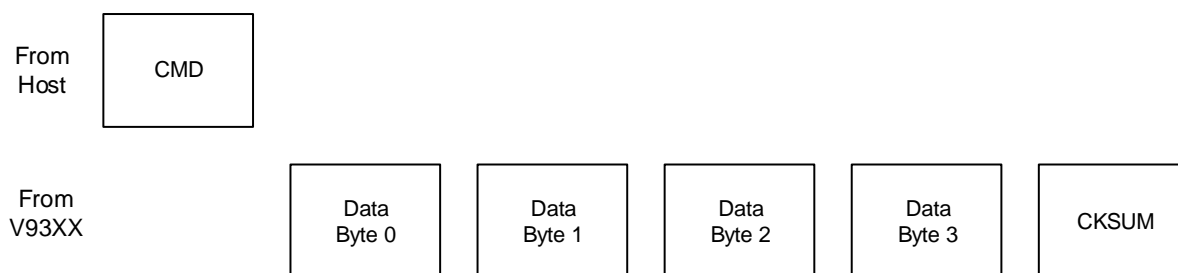 From
Host
CMD
From
V93XX
Data
Byte 0
Data
Byte 1
Data
Byte 2
Data
Byte 3
CKSUM